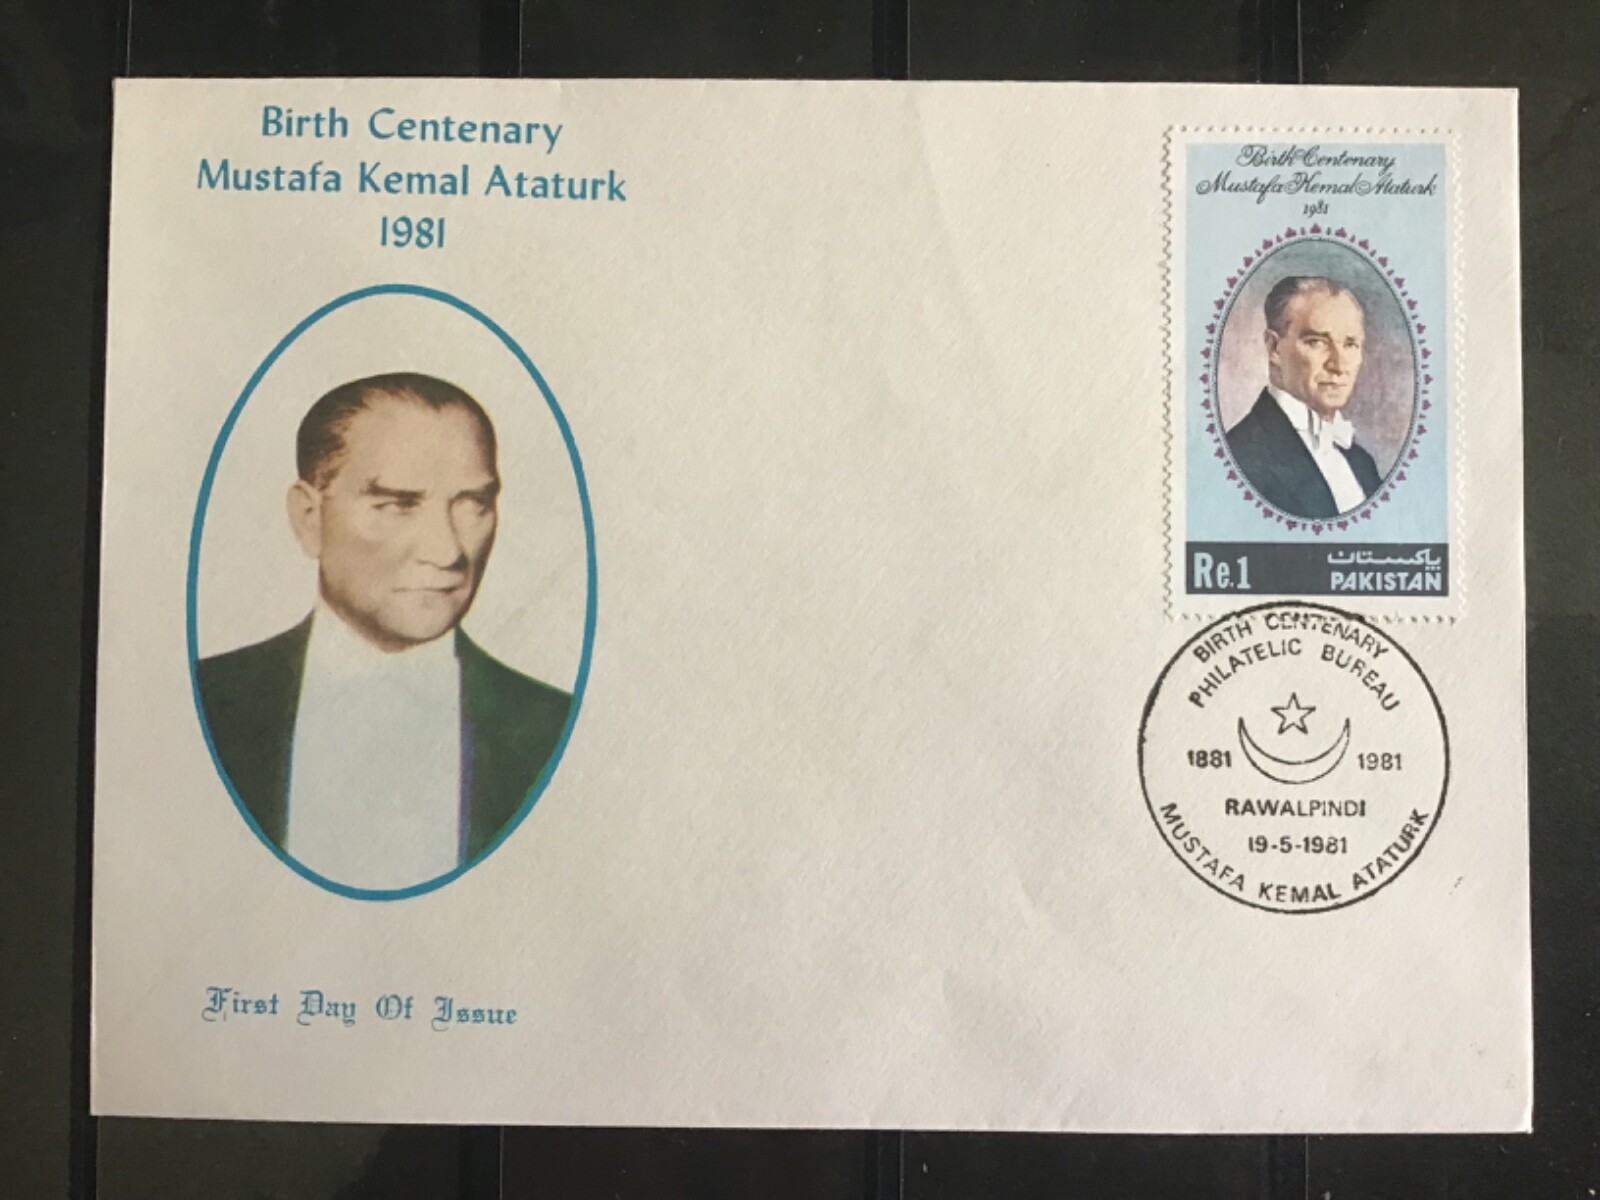 Birth Centenary
Mustafa Kemal Ataturk
1981
First Day Of Issue
Birth Centenary
Mustafa Kemal Ataturk
1981
Re.1
پاکستان
PAKISTAN
BIRTH CENTENARY
PHILATELIC BUREAU
1881 1981
RAWALPINDI
19-5-1981
MUSTAFA KEMAL ATATURK